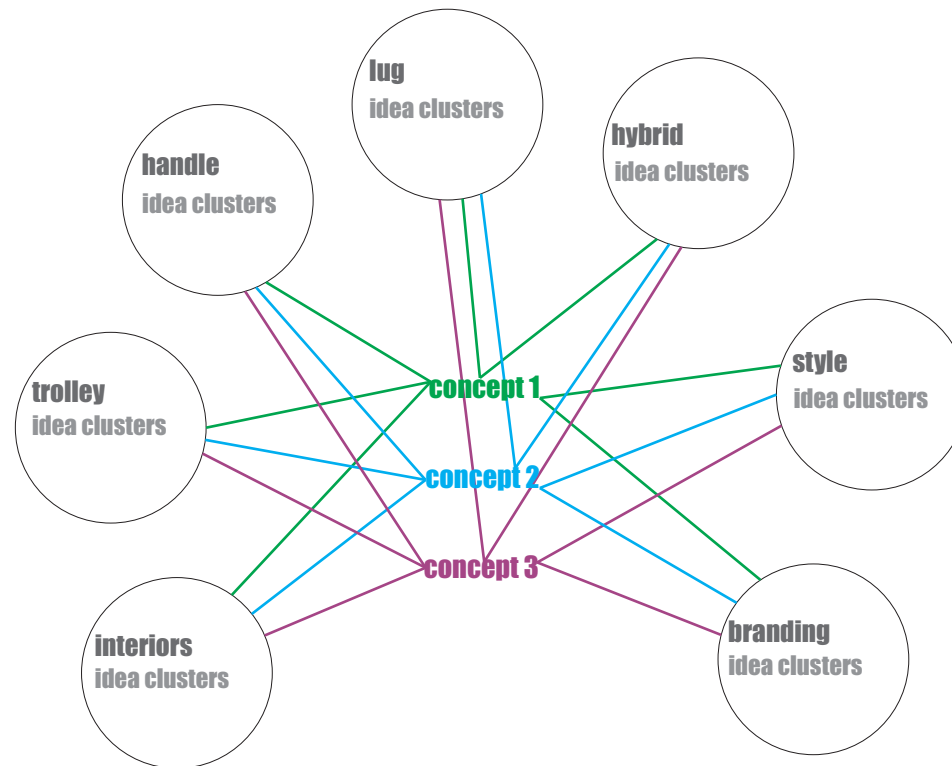 lug
idea clusters
hybrid
idea clusters
handle
idea clusters
style
idea clusters
trolley
idea clusters
concept 1
concept 2
concept 3
interiors
idea clusters
branding
idea clusters